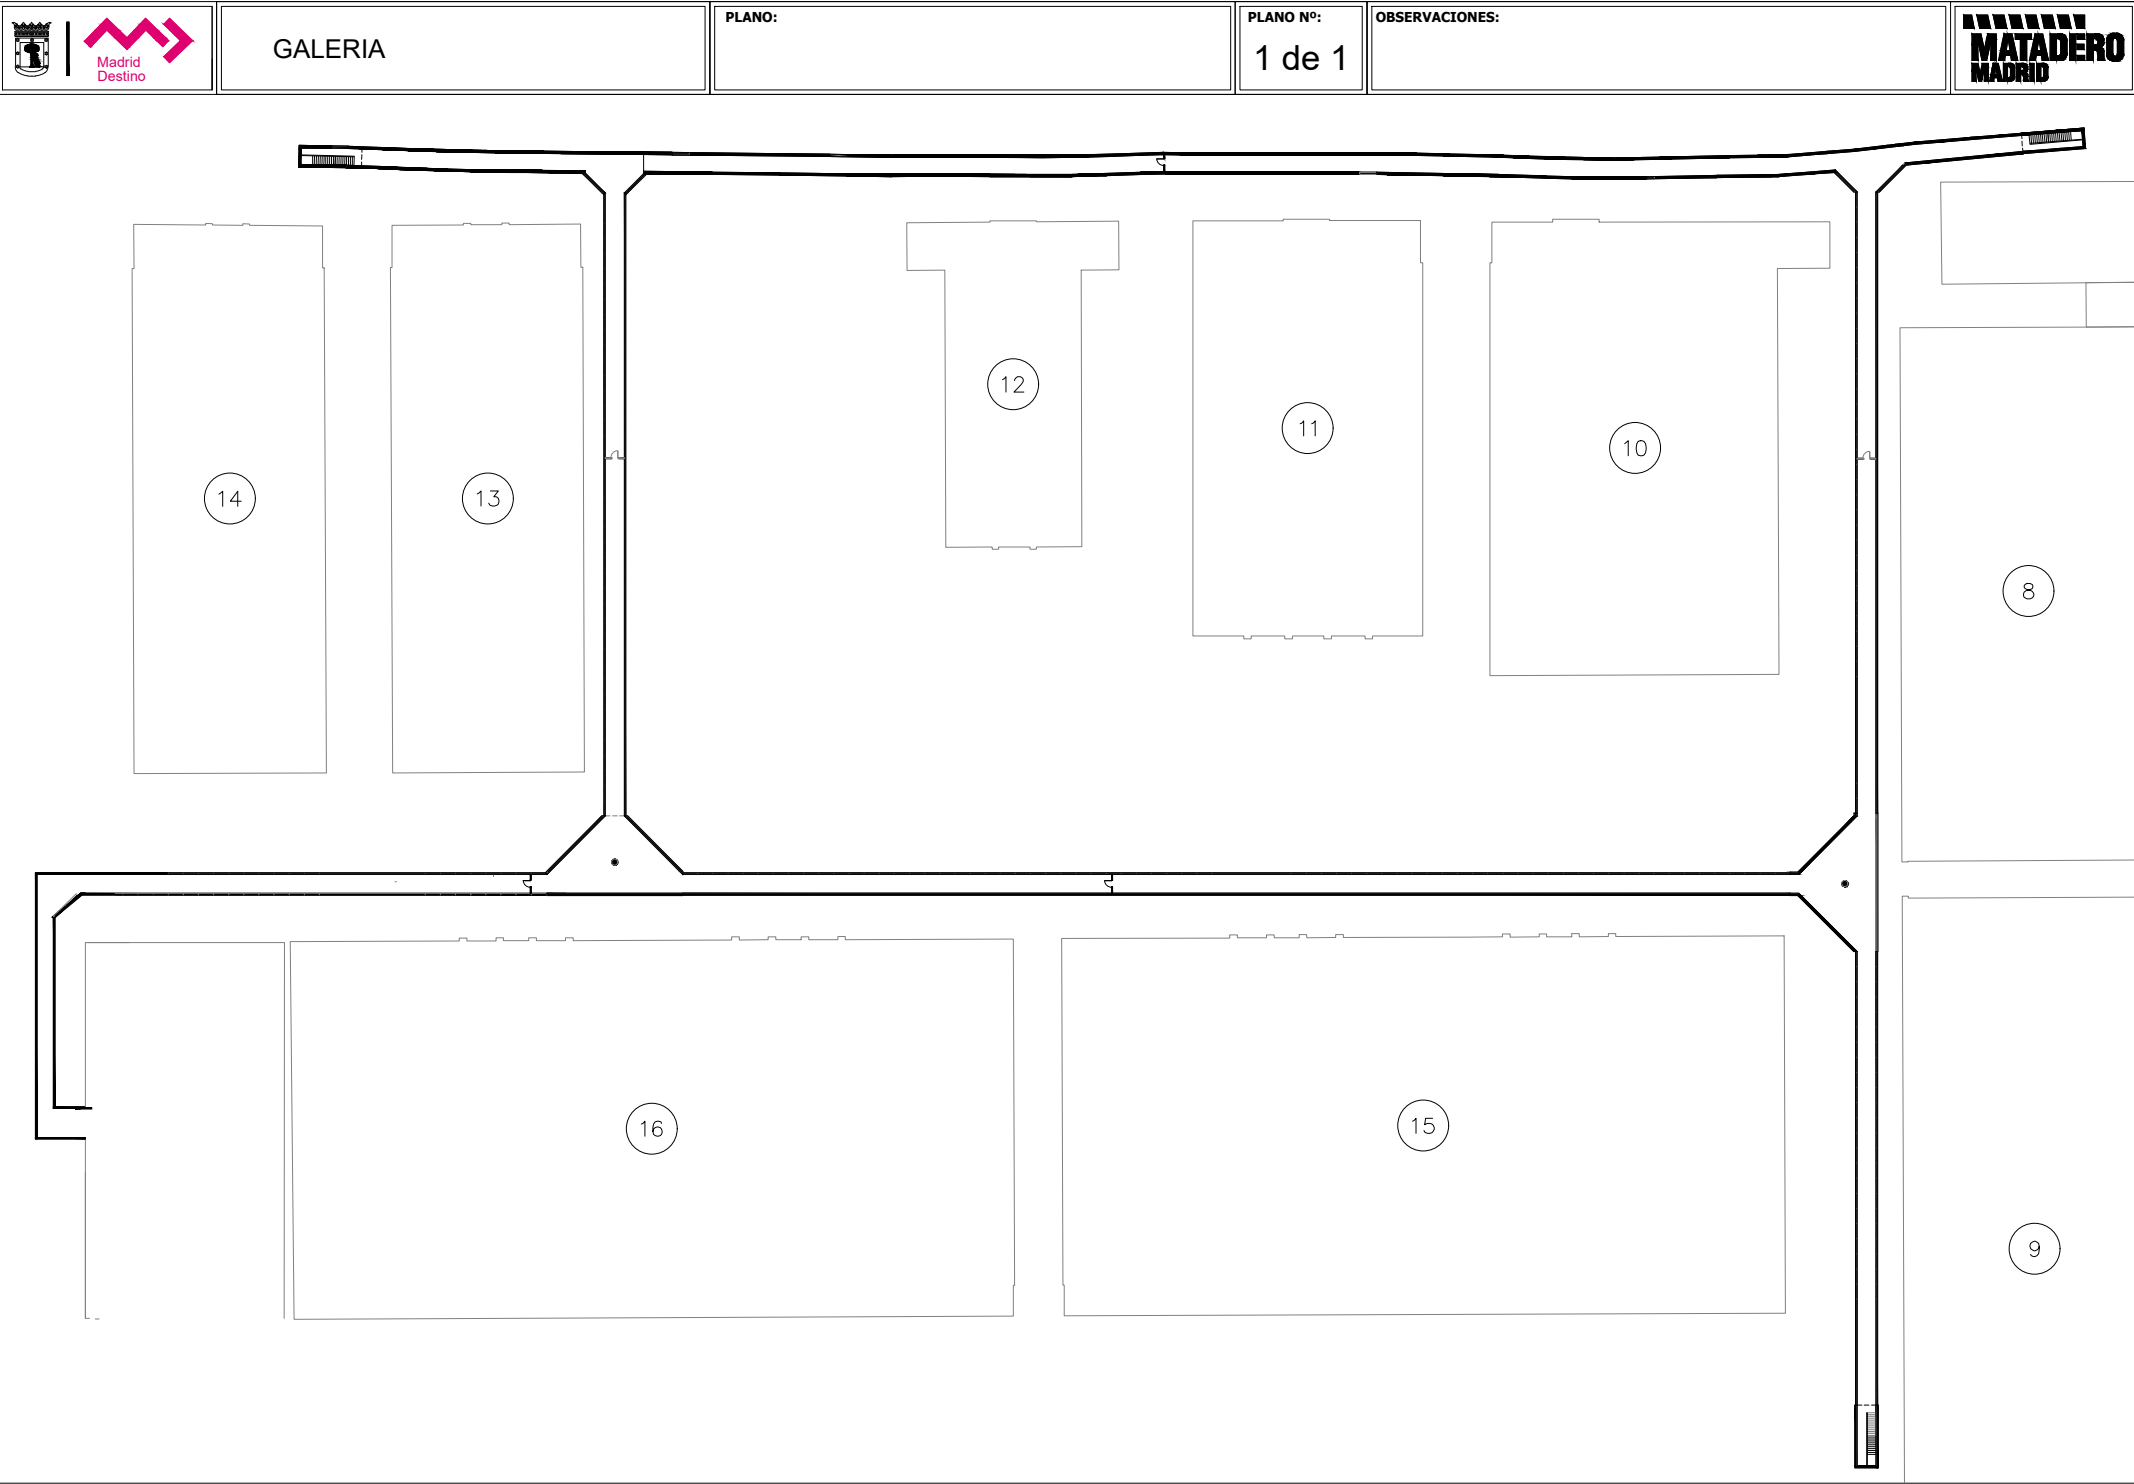 Madrid
Destino
GALERIA
PLANO:
PLANO Nº:
1 de 1
OBSERVACIONES:
MATADERO
MADRID
12
11
10
14
13
8
16
15
9